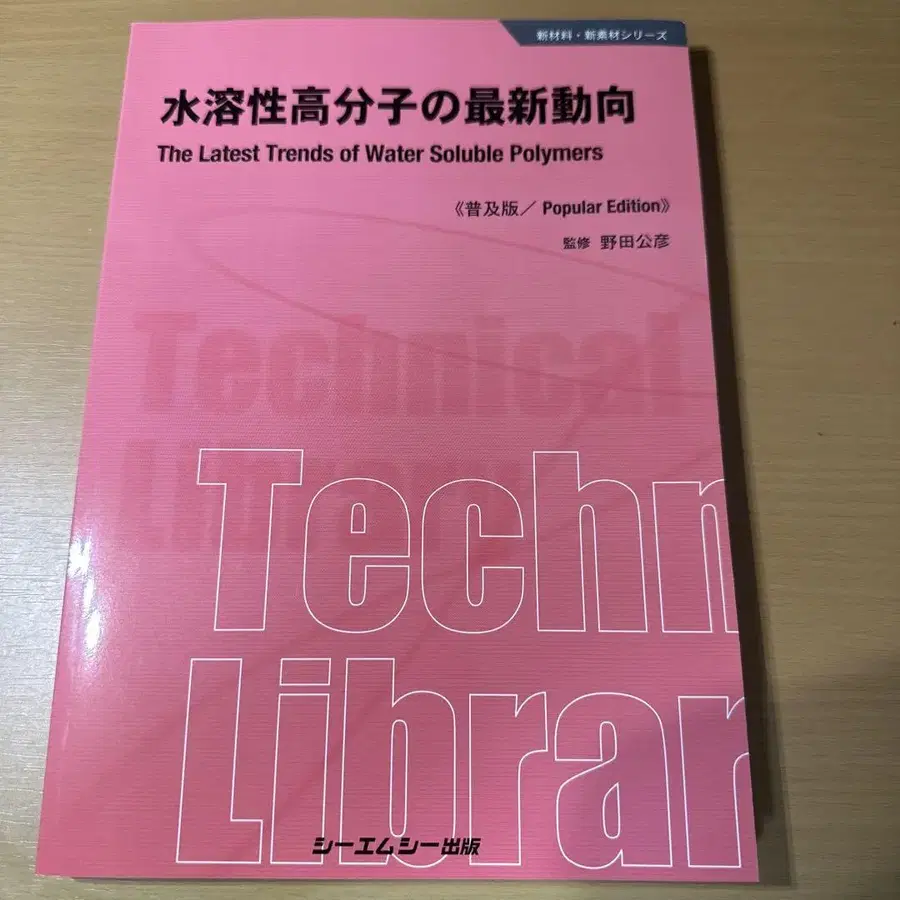 新材料・新素材シリーズ
水溶性高分子の最新動向
The Latest Trends of Water Soluble Polymers
《普及版／Popular Edition》
監修 野田公彦
Technical
Library
Techn
Librar
シーエムシー出版